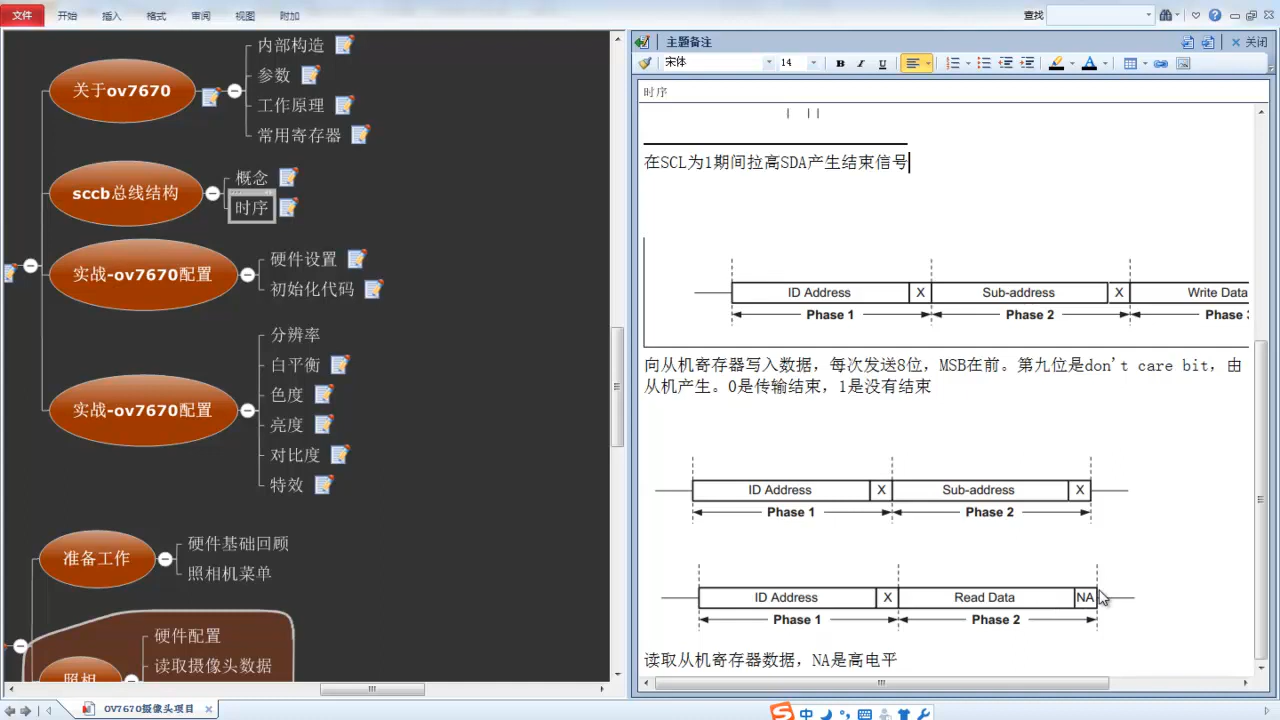 文件 开始 插入 格式 审阅 视图 附加 查找
关于ov7670
内部构造
参数
工作原理
常用寄存器
sccb总线结构
概念
时序
实战-ov7670配置
硬件设置
初始化代码
实战-ov7670配置
分辨率
白平衡
色度
亮度
对比度
特效
准备工作
硬件基础回顾
照相机菜单
照相
硬件配置
读取摄像头数据
OV7670摄像头项目
主题备注 关闭
宋体 14 B I U A
时序
在SCL为1期间拉高SDA产生结束信号
ID Address X Sub-address X Write Data
Phase 1 Phase 2 Phase
向从机寄存器写入数据，每次发送8位，MSB在前。第九位是don't care bit，由
从机产生。0是传输结束，1是没有结束
ID Address X Sub-address X
Phase 1 Phase 2
ID Address X Read Data NA
Phase 1 Phase 2
读取从机寄存器数据，NA是高电平
中